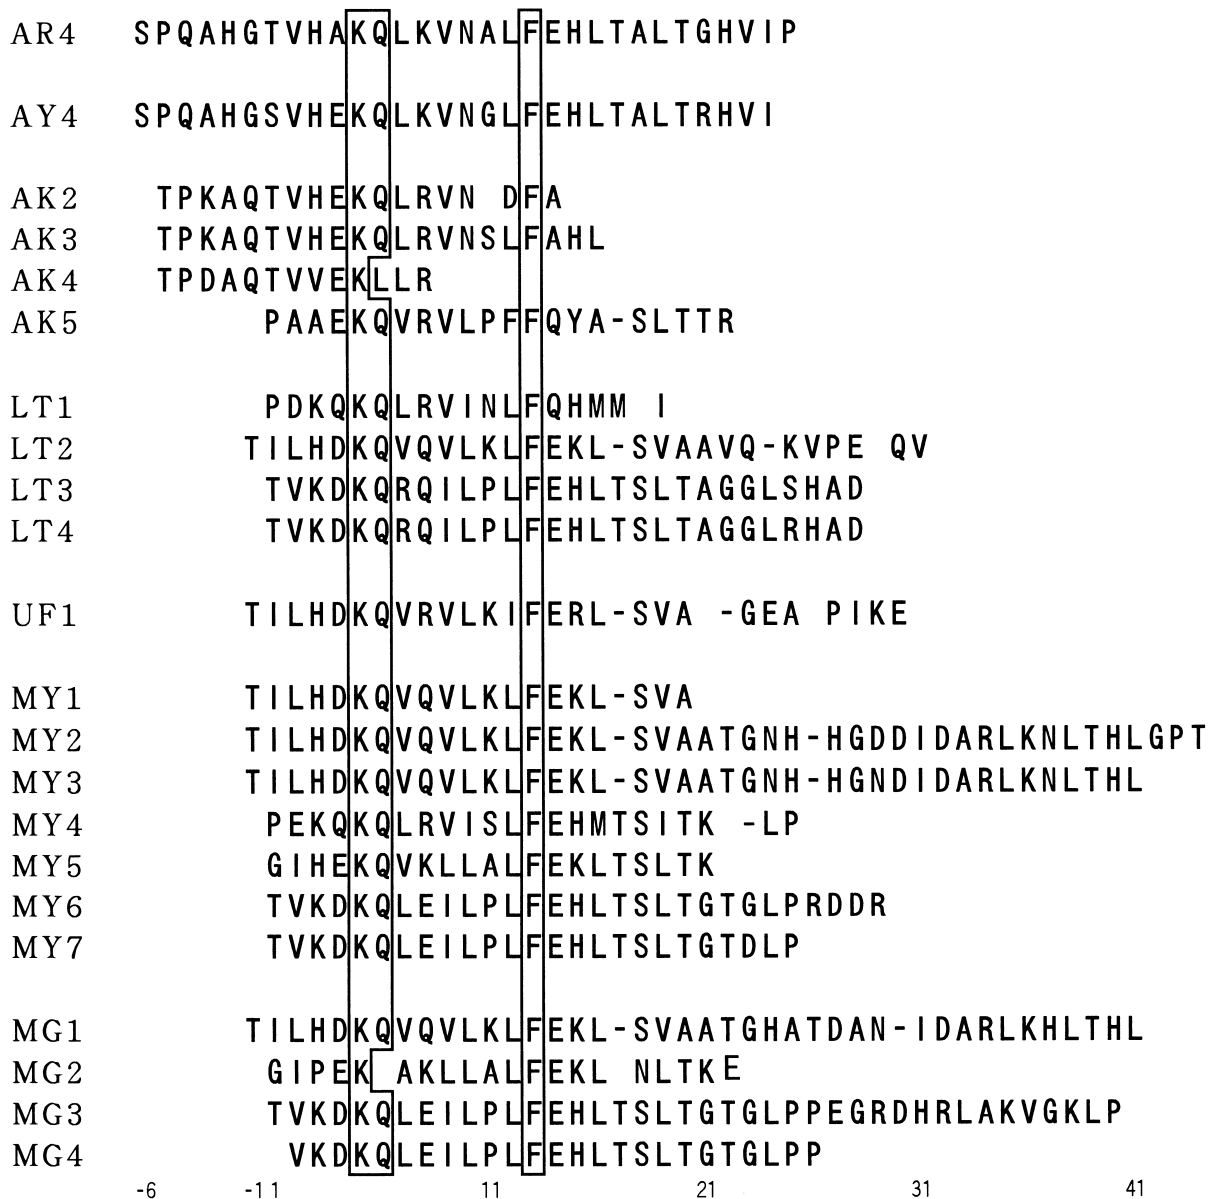 AR4 SPQAHGTVHAKQLKVNALFEHLTALTGHVIP
AY4 SPQAHGSVHEKQLKVNGLFEHLTALTRHVI
AK2 TPKAQTVHEKQLRVN DFA
AK3 TPKAQTVHEKQLRVNSLFAHL
AK4 TPDAQTVVEKLLR
AK5 PAAEKQVRVLPFFQYA-SLTTR
LT1 PDKQKQLRVINLFQHMM I
LT2 TILHDKQVQVLKLFEKL-SVAAVQ-KVPE QV
LT3 TVKDKQRQILPLFEHLTSLTAGGLSHAD
LT4 TVKDKQRQILPLFEHLTSLTAGGLRHAD
UF1 TILHDKQVRVLKIFERL-SVA -GEA PIKE
MY1 TILHDKQVQVLKLFEKL-SVA
MY2 TILHDKQVQVLKLFEKL-SVAATGNH-HGDDIDARLKNLTHLGPT
MY3 TILHDKQVQVLKLFEKL-SVAATGNH-HGNDIDARLKNLTHL
MY4 PEKQKQLRVISLFEHMTSITK -LP
MY5 GIHEKQVKLLALFEKLTSLTK
MY6 TVKDKQLEILPLFEHLTSLTGTGLPRDDR
MY7 TVKDKQLEILPLFEHLTSLTGTDLP
MG1 TILHDKQVQVLKLFEKL-SVAATGHATDAN-IDARLKHLTHL
MG2 GIPEK AKLLALFEKL NLTKE
MG3 TVKDKQLEILPLFEHLTSLTGTGLPPEGRDHRLAKVGKLP
MG4 VKDKQLEILPLFEHLTSLTGTGLPP
-6 -1 1 11 21 31 41